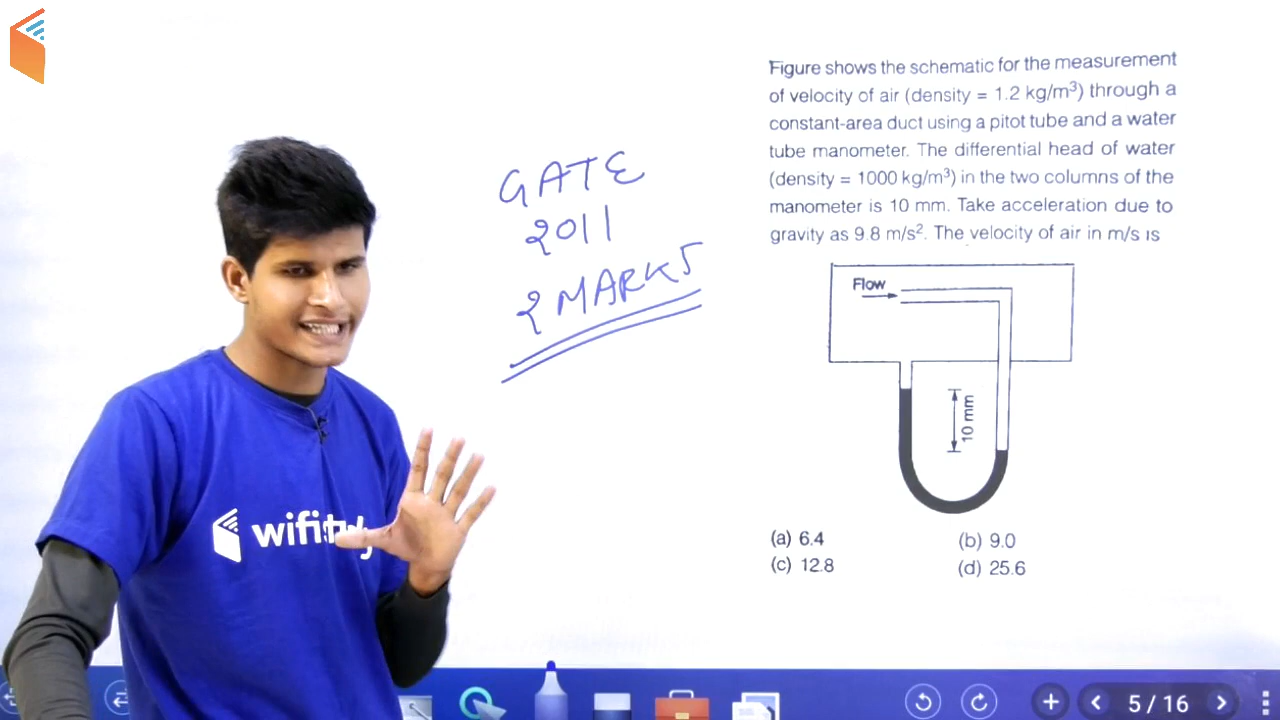 Figure shows the schematic for the measurement
of velocity of air (density = 1.2 kg/m³) through a
constant-area duct using a pitot tube and a water
tube manometer. The differential head of water
(density = 1000 kg/m³) in the two columns of the
manometer is 10 mm. Take acceleration due to
gravity as 9.8 m/s². The velocity of air in m/s is
GATE
2011
2 MARKS
Flow
10 mm
(a) 6.4
(b) 9.0
(c) 12.8
(d) 25.6
wifistudy
5 / 16